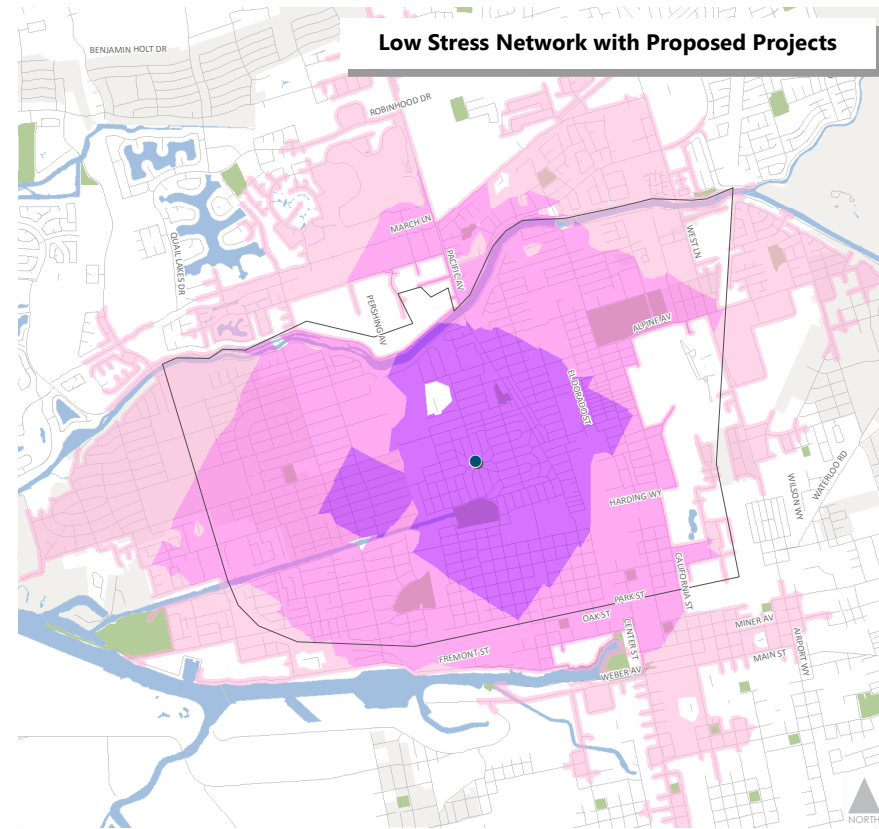 Low Stress Network with Proposed Projects
BENJAMIN HOLT DR
ROBINHOOD DR
MARCH LN
QUAIL LAKES DR
PACIFIC AV
WEST LN
PERSHING AV
ALPINE AV
EL DORADO ST
WATERLOO RD
WILSON WY
HARDING WY
CALIFORNIA ST
PARK ST
OAK ST
MINER AV
CENTER ST
AIRPORT WY
FREMONT ST
MAIN ST
WEBER AV
NORTH